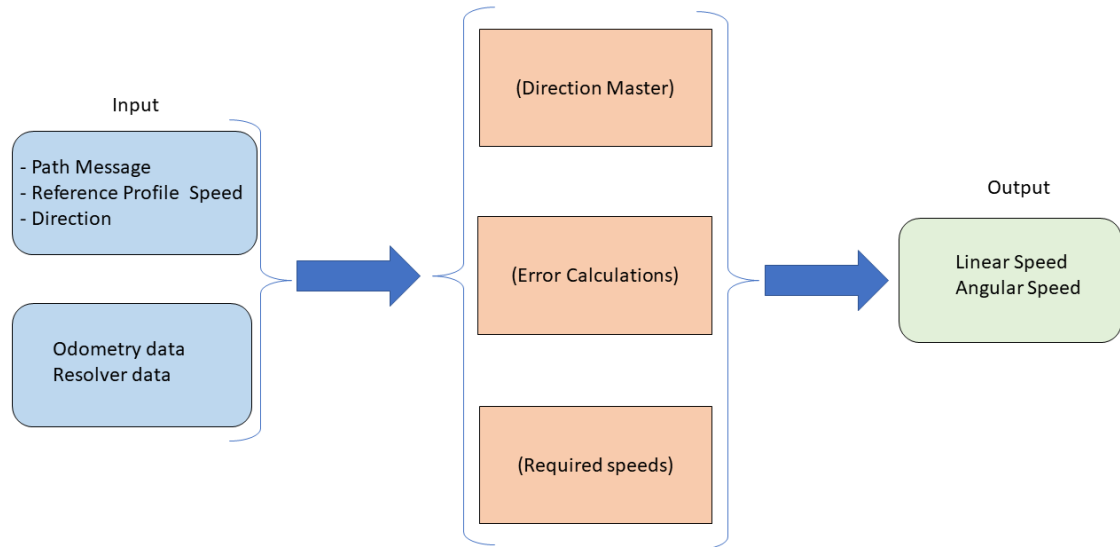 Input
- Path Message
- Reference Profile  Speed
- Direction
Odometry data
Resolver data
(Direction Master)
(Error Calculations)
(Required speeds)
Output
Linear Speed
Angular Speed